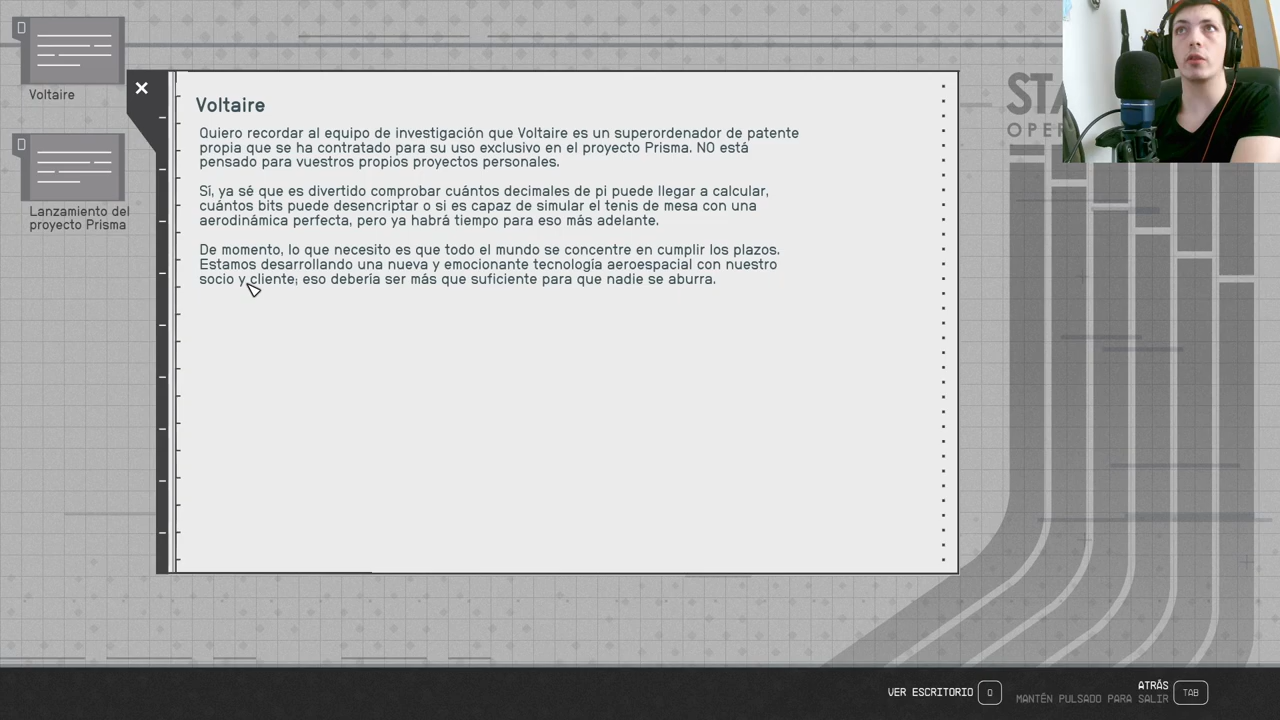 Voltaire
Lanzamiento del
proyecto Prisma
Voltaire
Quiero recordar al equipo de investigación que Voltaire es un superordenador de patente
propia que se ha contratado para su uso exclusivo en el proyecto Prisma. NO está
pensado para vuestros propios proyectos personales.
Sí, ya sé que es divertido comprobar cuántos decimales de pi puede llegar a calcular,
cuántos bits puede desencriptar o si es capaz de simular el tenis de mesa con una
aerodinámica perfecta, pero ya habrá tiempo para eso más adelante.
De momento, lo que necesito es que todo el mundo se concentre en cumplir los plazos.
Estamos desarrollando una nueva y emocionante tecnología aeroespacial con nuestro
socio y cliente; eso debería ser más que suficiente para que nadie se aburra.
VER ESCRITORIO Q
ATRÁS
MANTÉN PULSADO PARA SALIR TAB